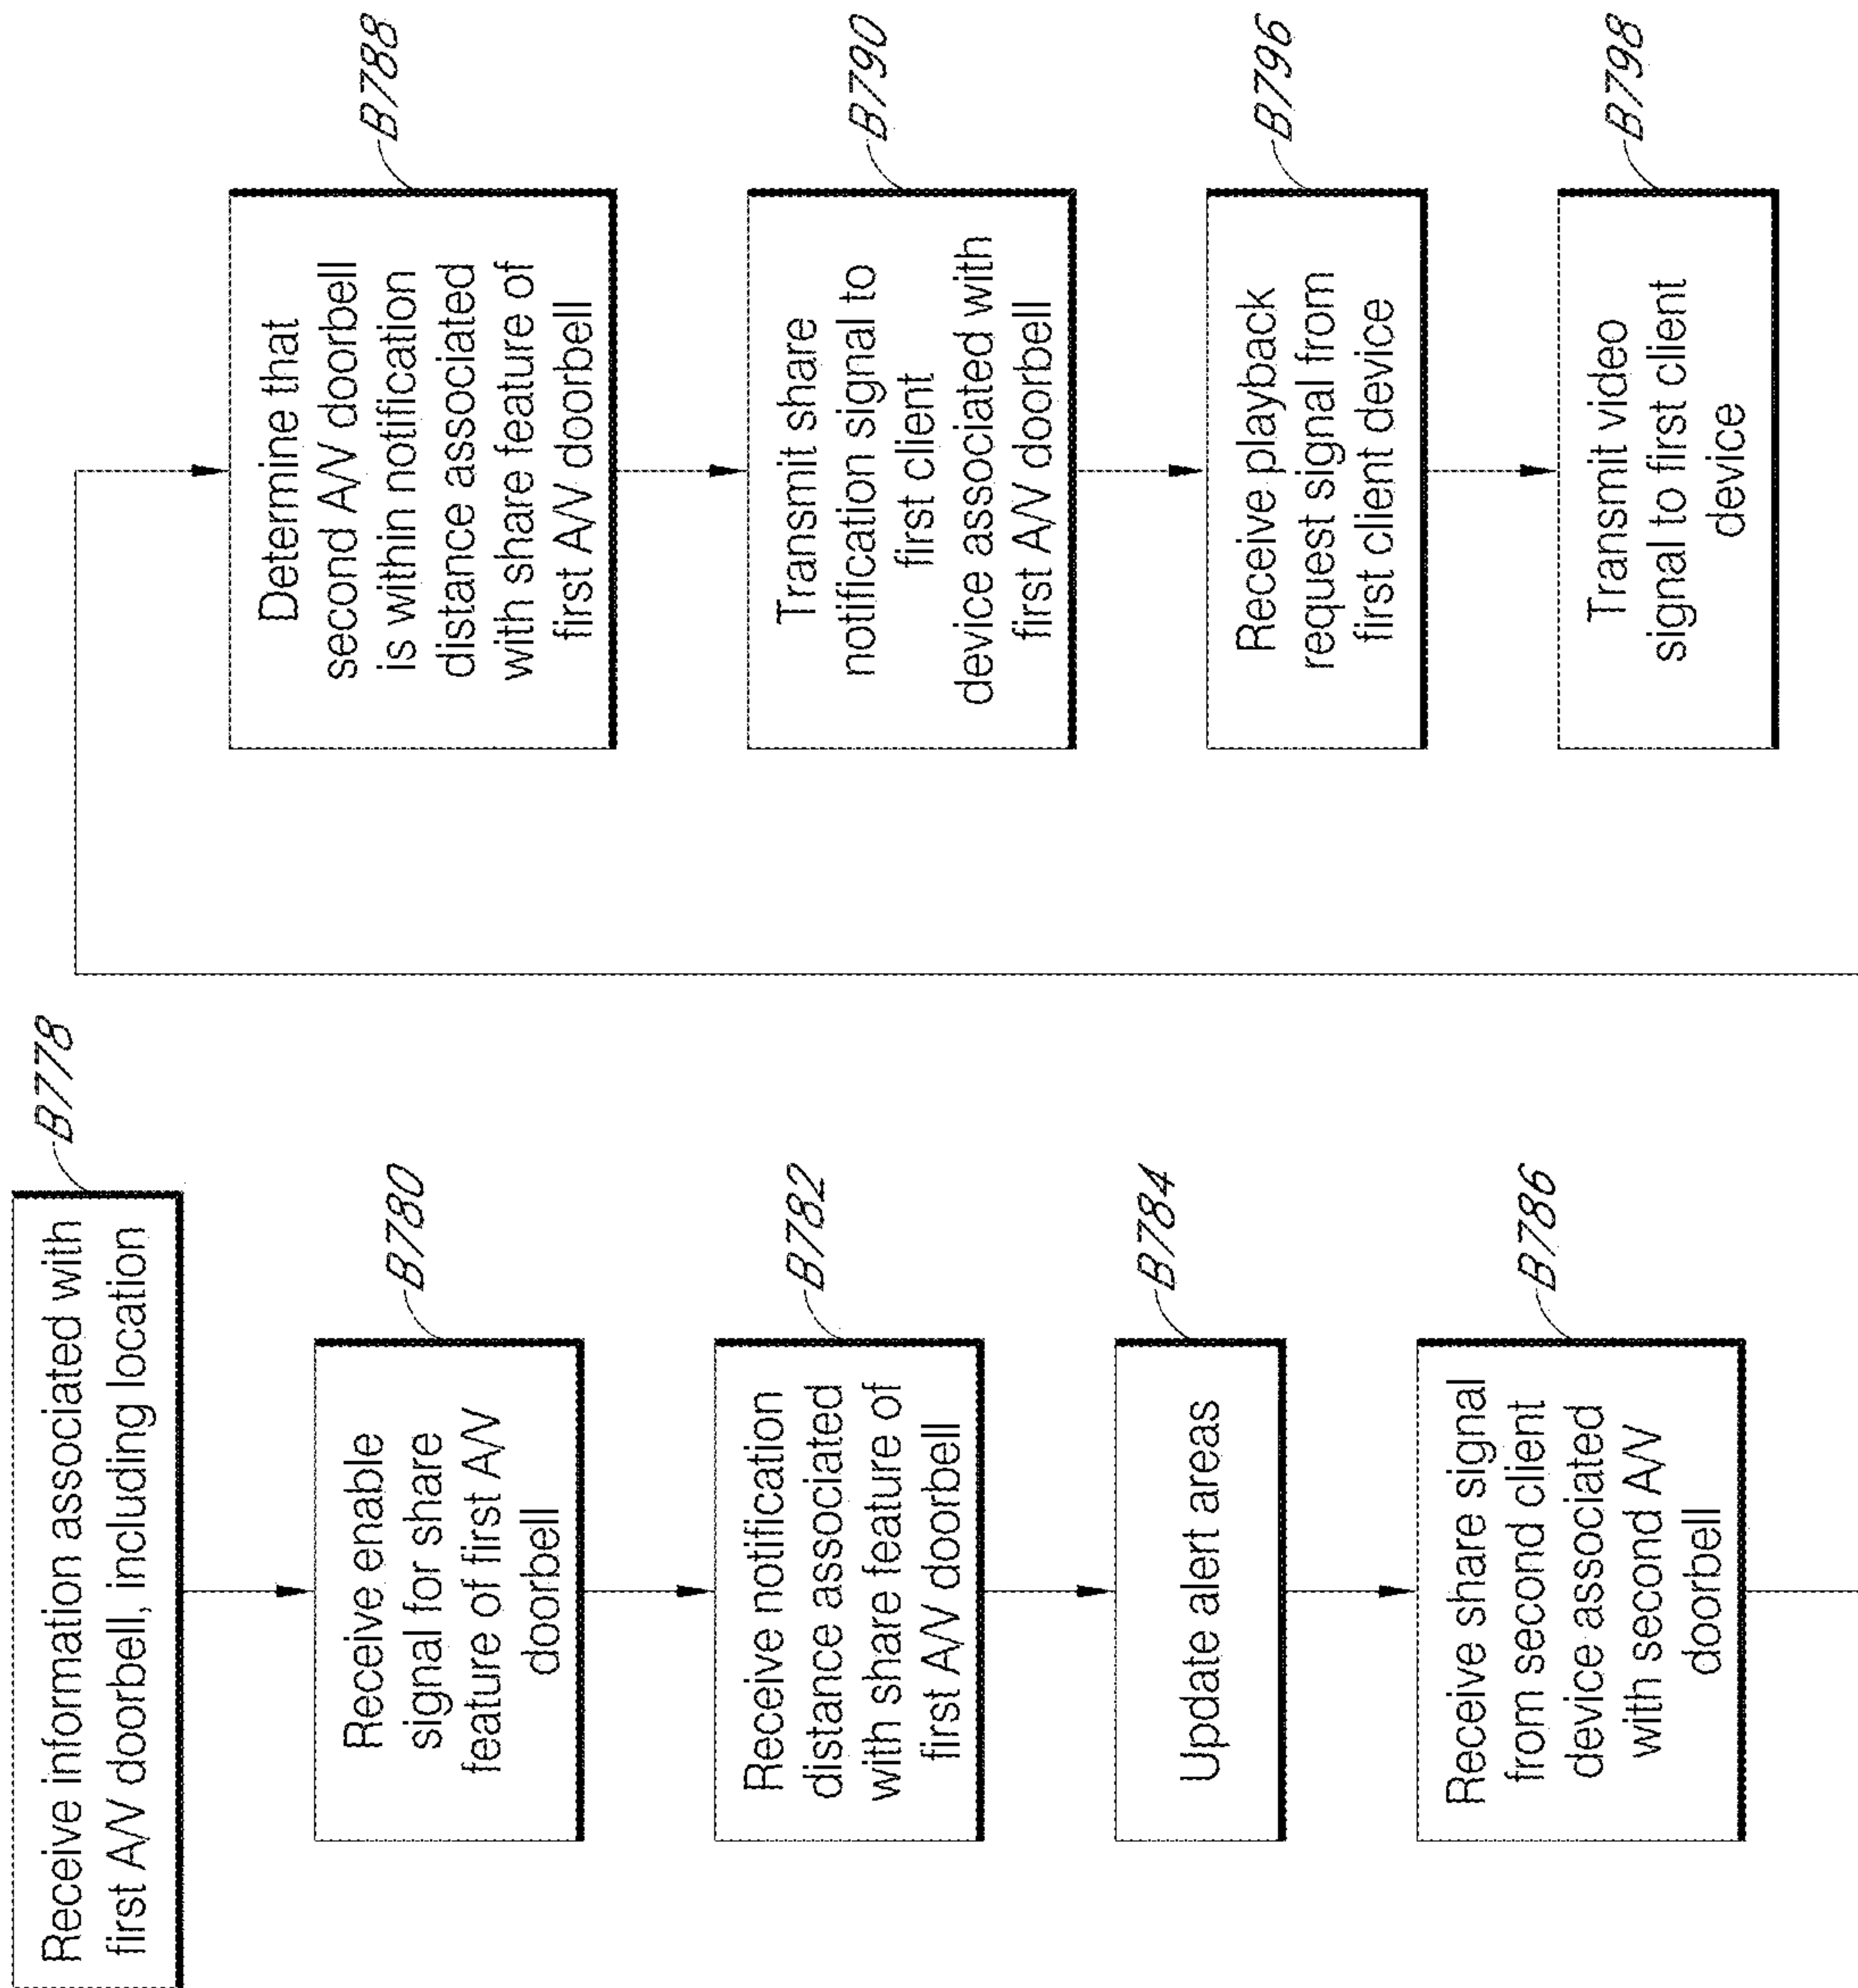 Receive information associated with
first A/V doorbell, including location
B778
Receive enable
signal for share
feature of first A/V
doorbell
B780
Receive notification
distance associated
with share feature of
first A/V doorbell
B782
Update alert areas
B784
Receive share signal
from second client
device associated
with second A/V
doorbell
B786
Determine that
second A/V doorbell
is within notification
distance associated
with share feature of
first A/V doorbell
B788
Transmit share
notification signal to
first client
device associated with
first A/V doorbell
B790
Receive playback
request signal from
first client device
B796
Transmit video
signal to first client
device
B798